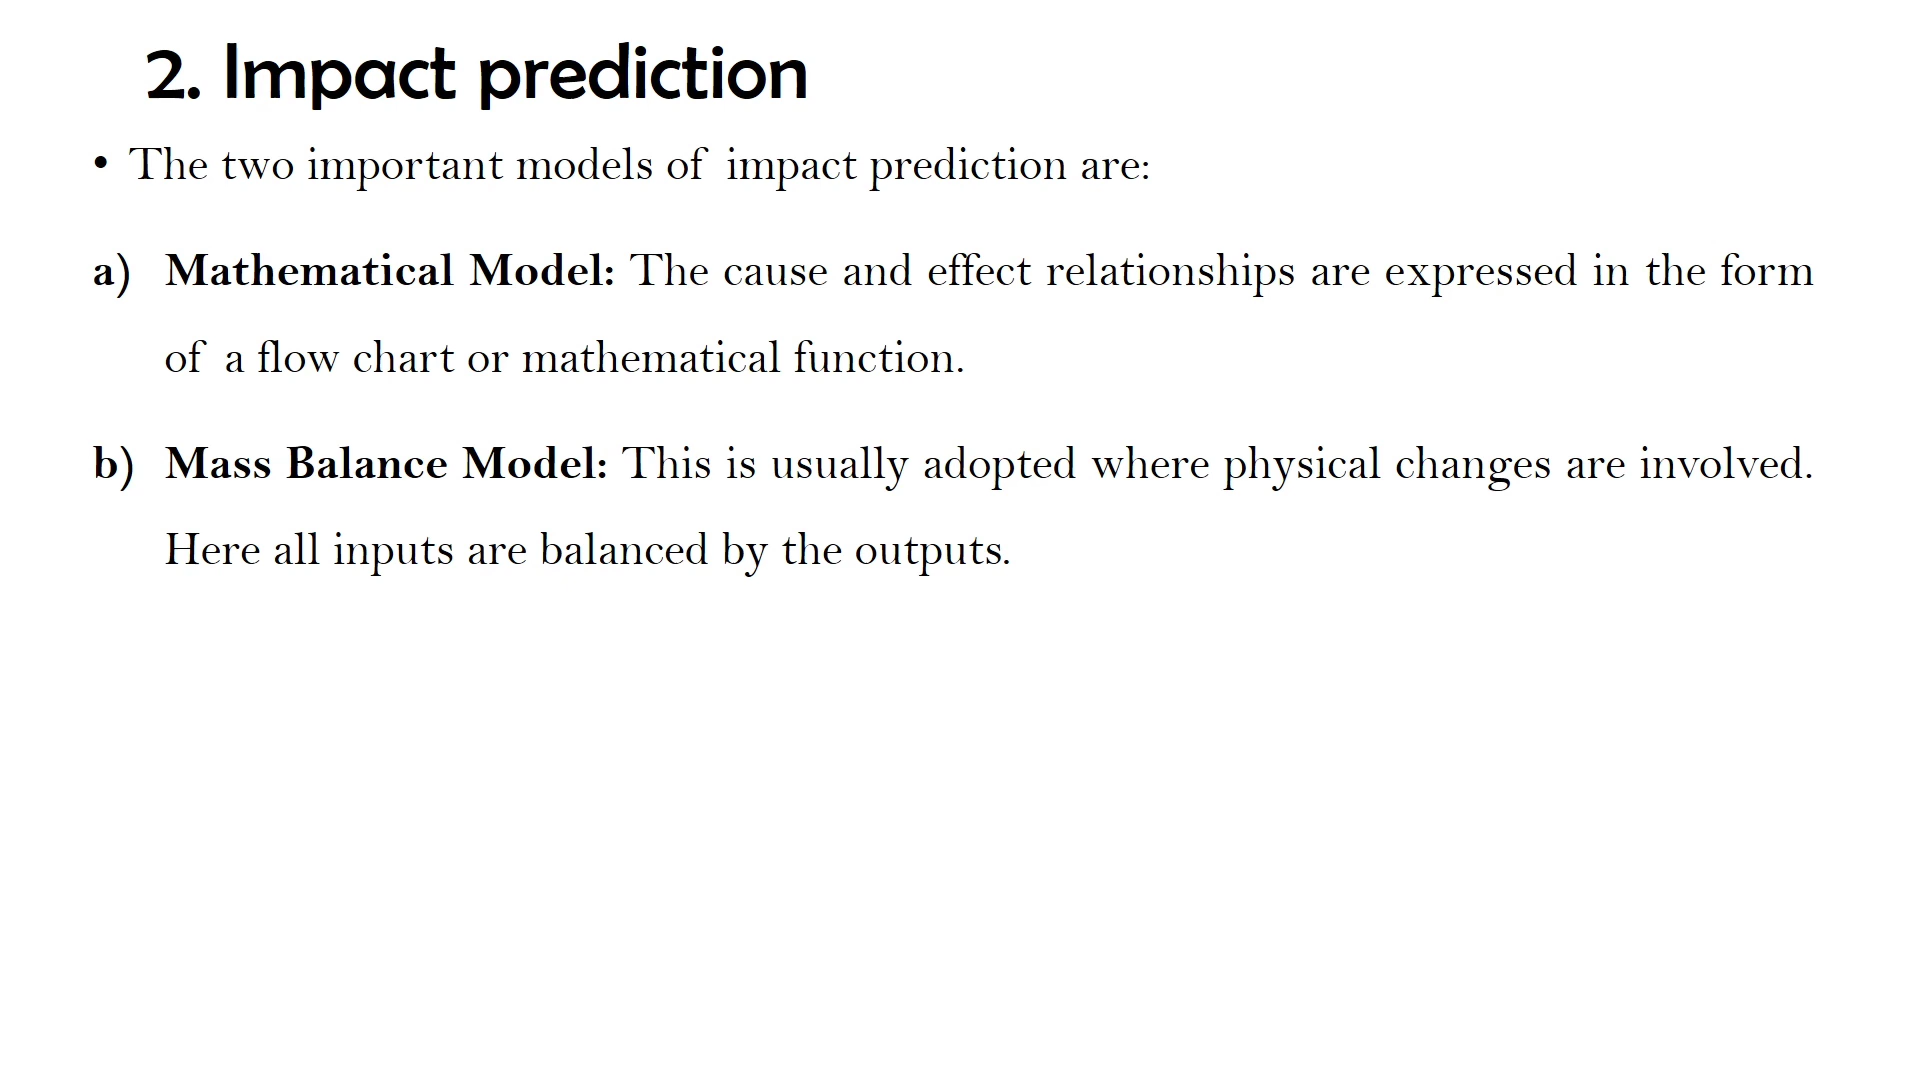 2. Impact prediction
• The two important models of impact prediction are:
a) Mathematical Model: The cause and effect relationships are expressed in the form
of a flow chart or mathematical function.
b) Mass Balance Model: This is usually adopted where physical changes are involved.
Here all inputs are balanced by the outputs.